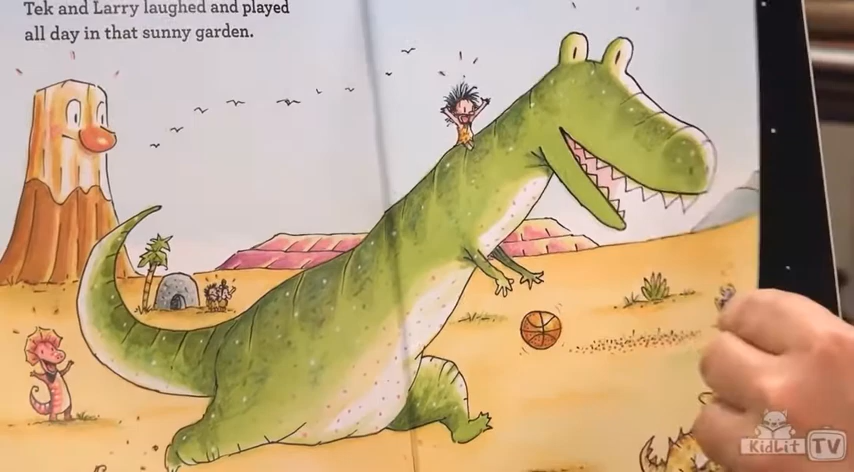 Tek and Larry laughed and played
all day in that sunny garden.
KidLit TV